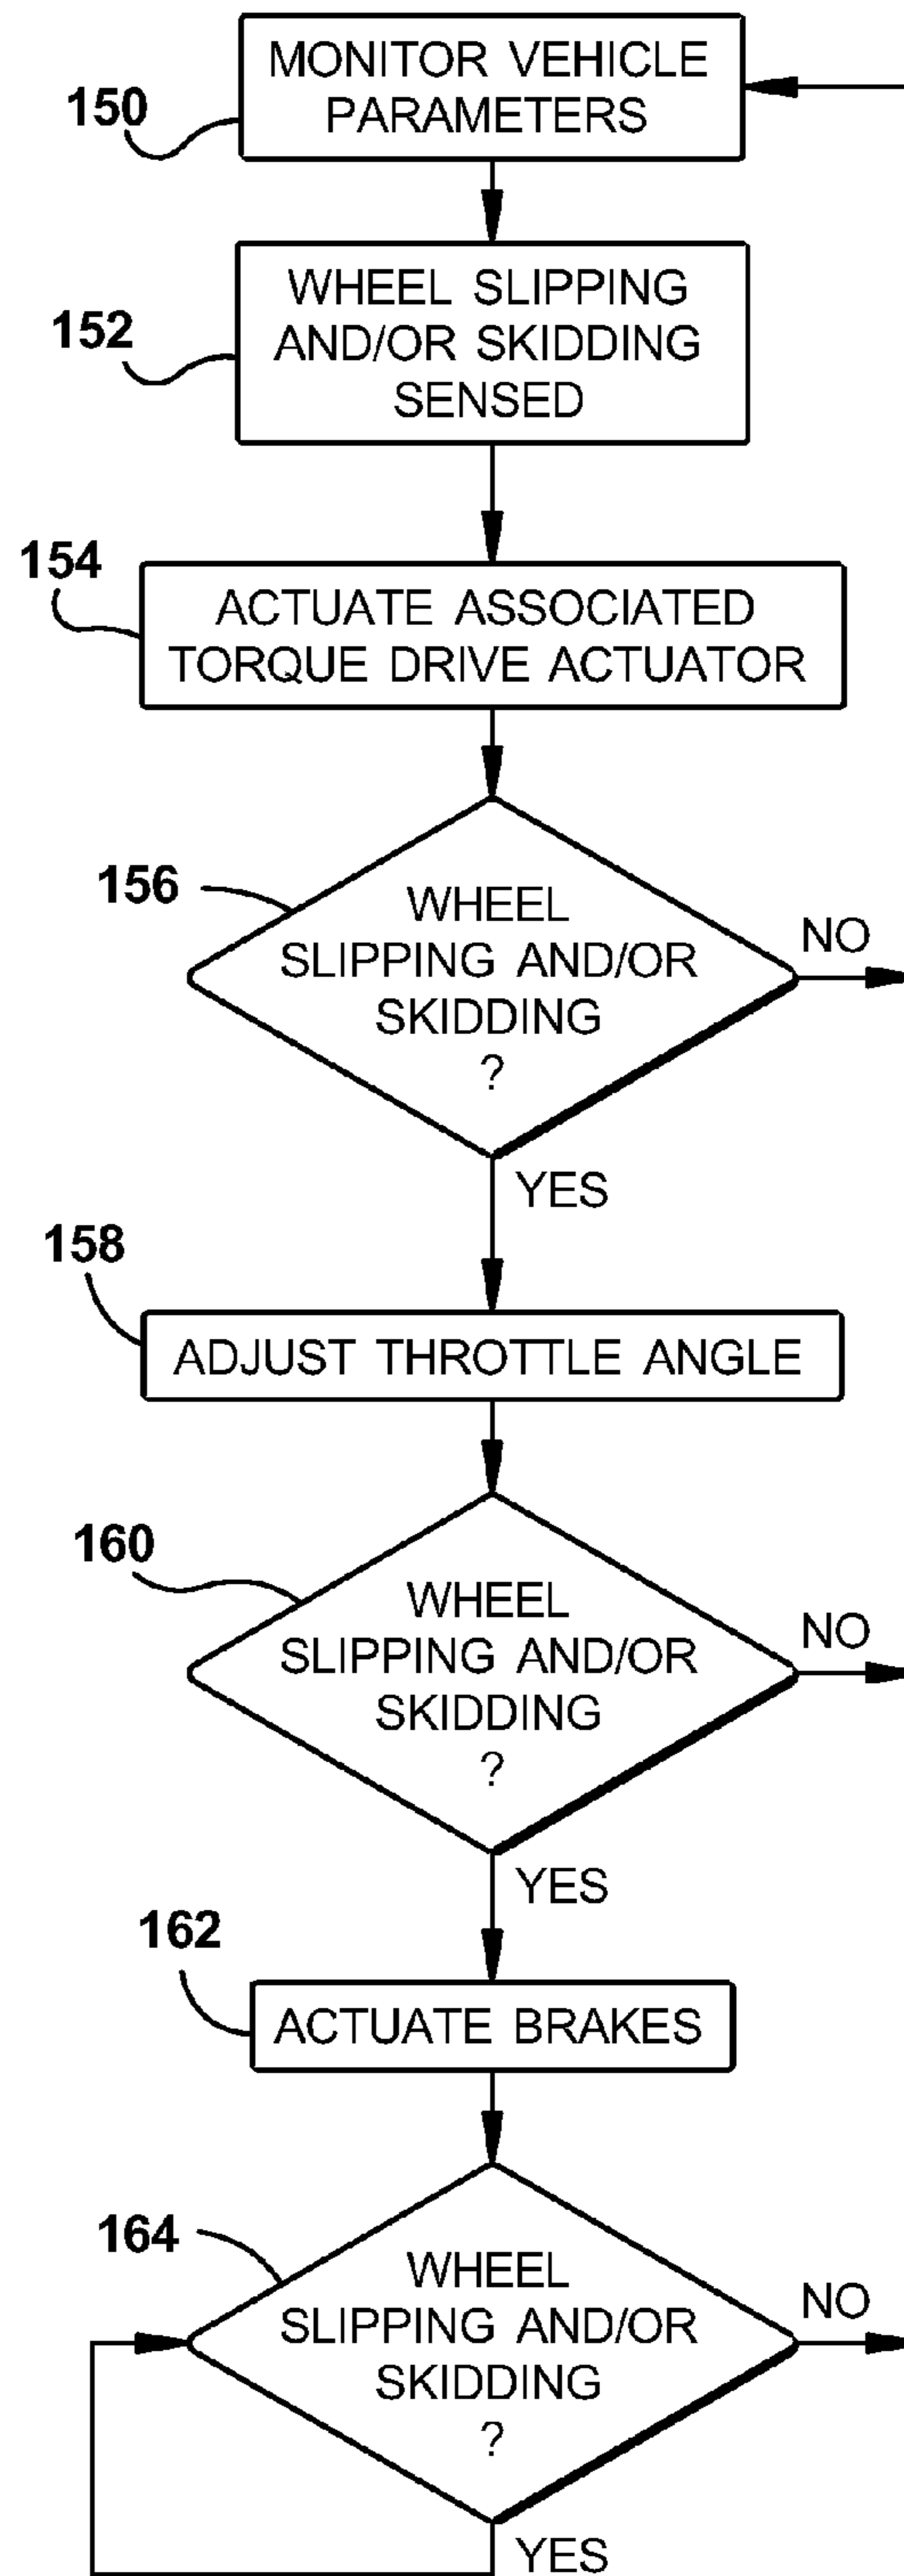 MONITOR VEHICLE
PARAMETERS
150
WHEEL SLIPPING
AND/OR SKIDDING
SENSED
152
154
ACTUATE ASSOCIATED
TORQUE DRIVE ACTUATOR
156
WHEEL
SLIPPING AND/OR
SKIDDING
?
NO
YES
158
ADJUST THROTTLE ANGLE
160
WHEEL
SLIPPING AND/OR
SKIDDING
?
NO
YES
162
ACTUATE BRAKES
164
WHEEL
SLIPPING AND/OR
SKIDDING
?
NO
YES